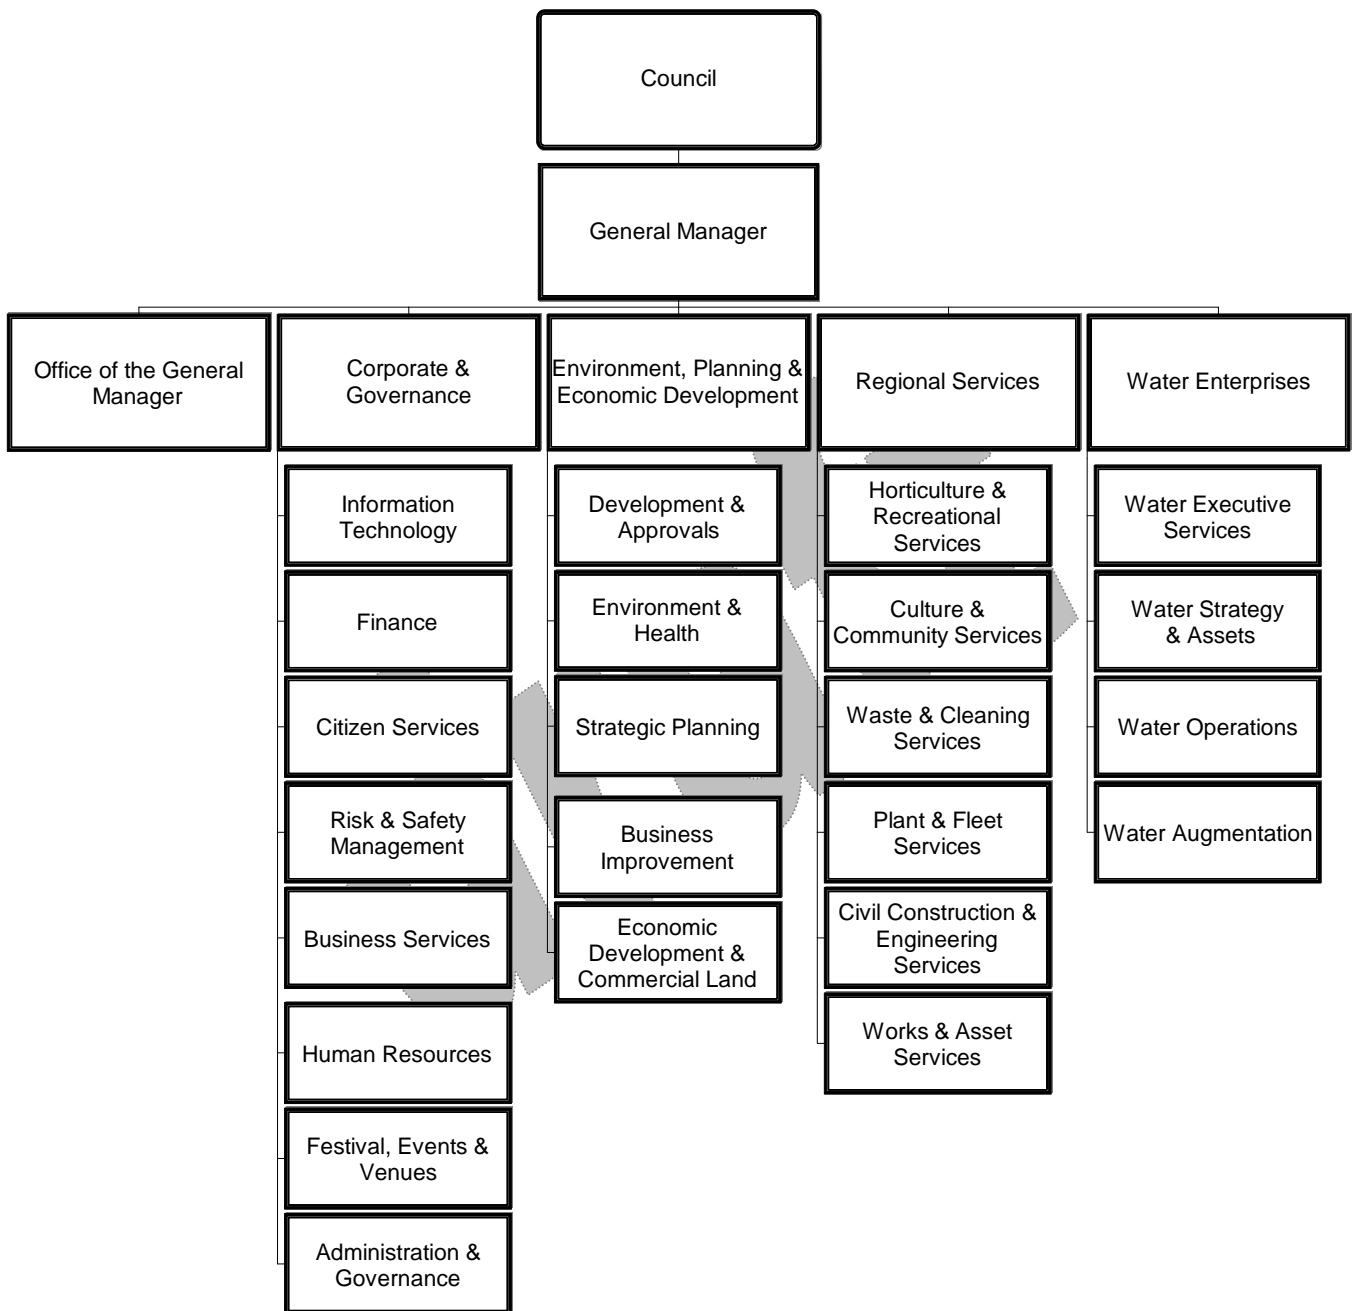 Council
General Manager
Office of the General
Manager
Corporate &
Governance
Environment, Planning &
Economic Development
Regional Services
Water Enterprises
Information
Technology
Finance
Citizen Services
Risk & Safety
Management
Business Services
Human Resources
Festival, Events &
Venues
Administration &
Governance
Development &
Approvals
Environment &
Health
Strategic Planning
Business
Improvement
Economic
Development &
Commercial Land
Horticulture &
Recreational
Services
Culture &
Community Services
Waste & Cleaning
Services
Plant & Fleet
Services
Civil Construction &
Engineering
Services
Works & Asset
Services
Water Executive
Services
Water Strategy
& Assets
Water Operations
Water Augmentation